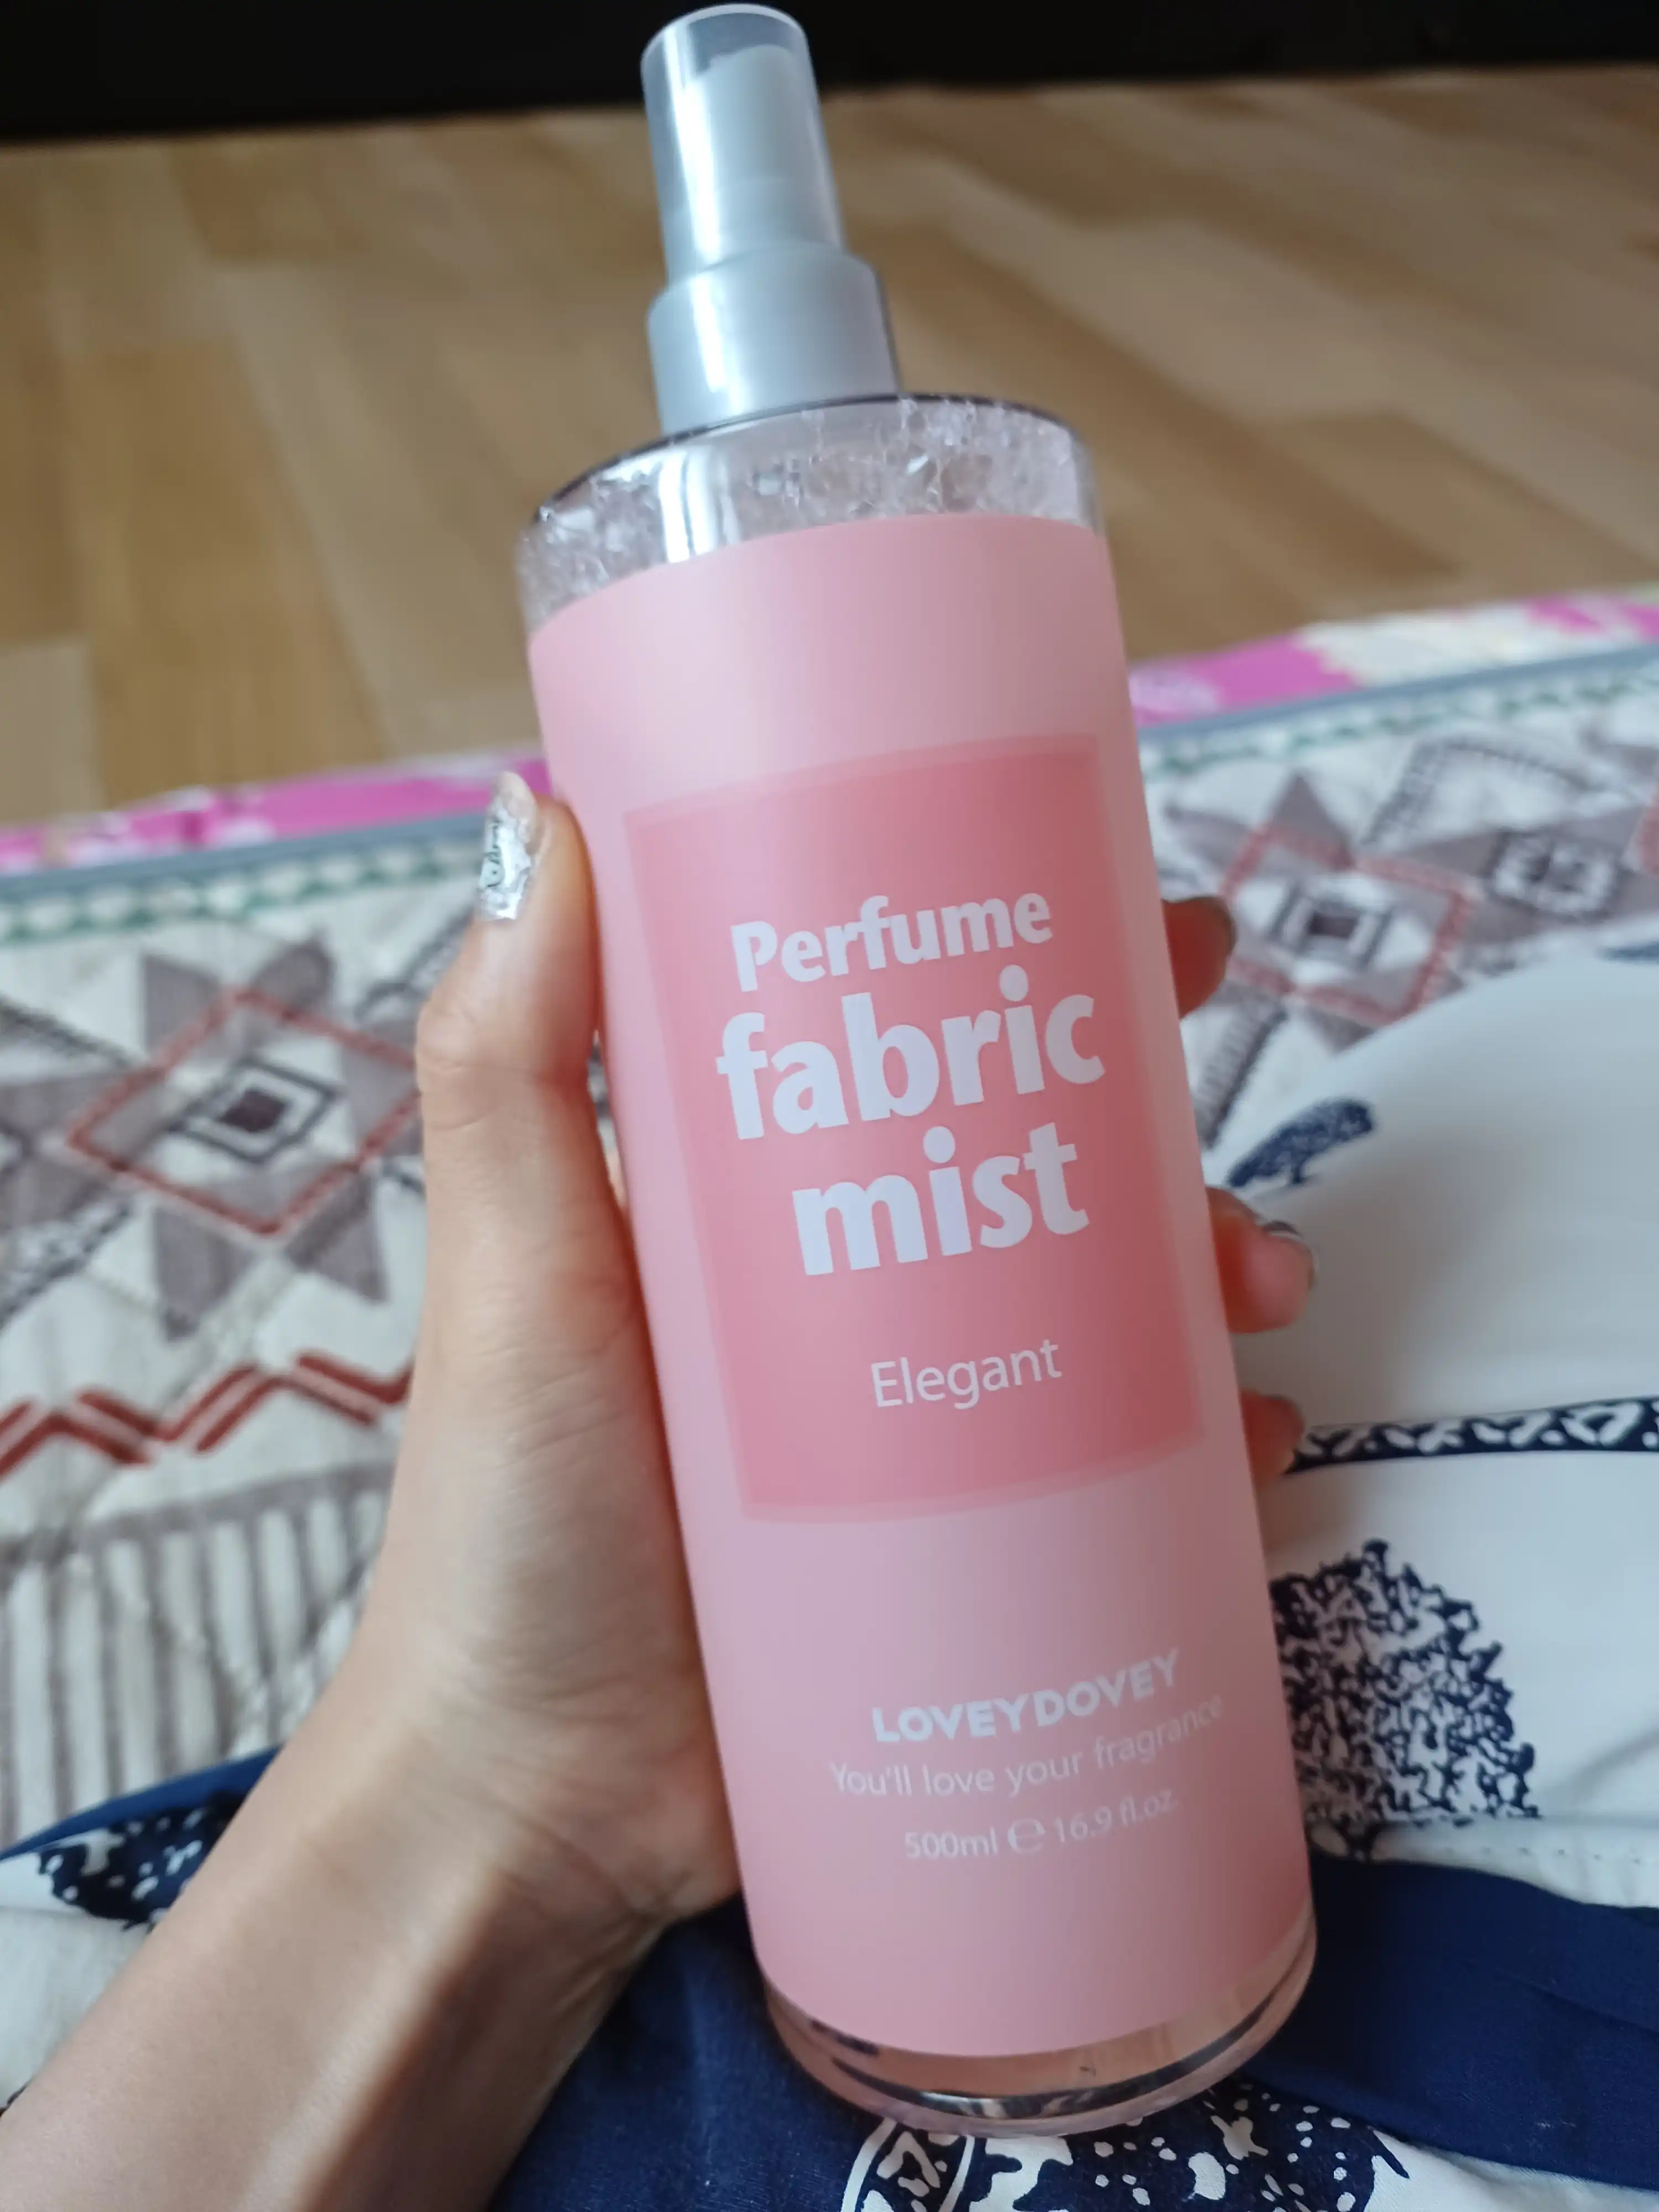 Perfume
fabric
mist
Elegant
LOVEYDOVEY
You'll love your fragrance
500ml ℮ 16.9 fl.oz.